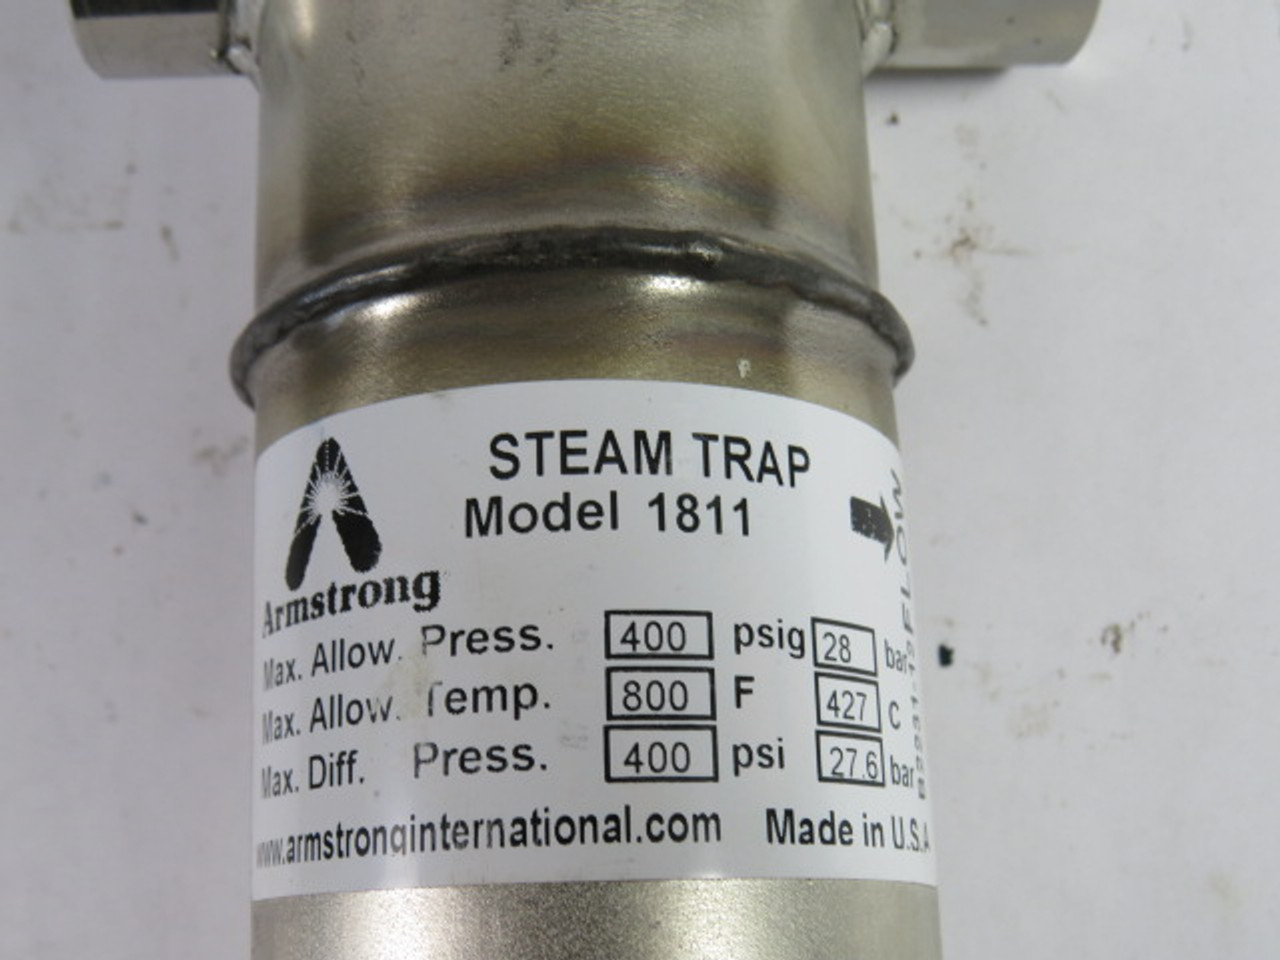 STEAM TRAP
Model 1811
Armstrong
FLOW
Max. Allow. Press. 400 psig 28 bar
Max. Allow. Temp. 800 F 427 C
Max. Diff. Press. 400 psi 27.6 bar
www.armstronginternational.com Made in U.S.A